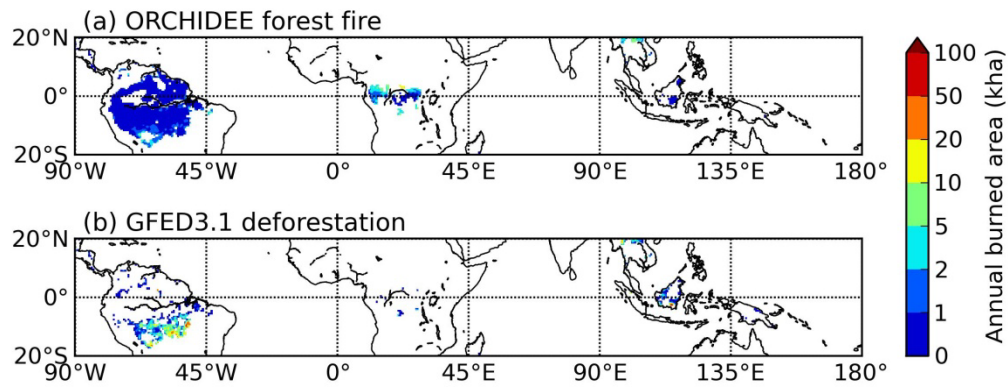 (a) ORCHIDEE forest fire
20°N
0°
20°S
90°W 45°W 0° 45°E 90°E 135°E 180°
(b) GFED3.1 deforestation
20°N
0°
20°S
90°W 45°W 0° 45°E 90°E 135°E 180°
100
50
20
10
5
2
1
0
Annual burned area (kha)